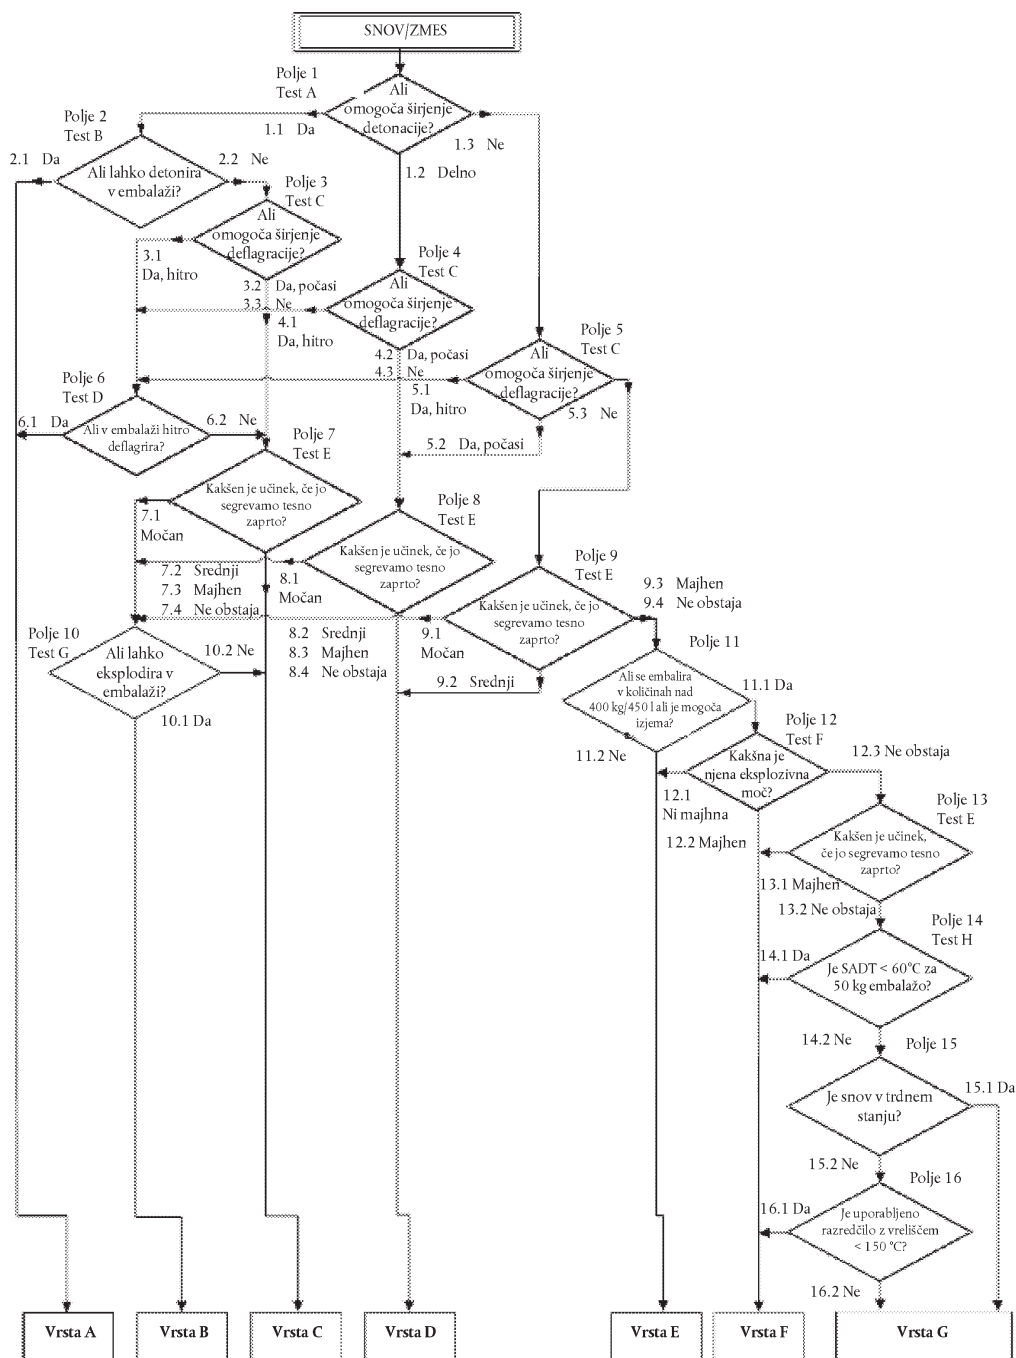 SNOV/ZMES
Polje 1
Test A
Ali
omogoča širjenje
detonacije?
1.1 Da
1.3 Ne
1.2 Delno
Polje 2
Test B
2.1 Da
Ali lahko detonira
v embalaži?
2.2 Ne
Polje 3
Test C
Ali
omogoča širjenje
deflagracije?
3.1
Da, hitro
3.2 Da, počasi
3.3 Ne
Polje 4
Test C
Ali
omogoča širjenje
deflagracije?
4.1
Da, hitro
4.2 Da, počasi
4.3 Ne
Polje 5
Test C
Ali
omogoča širjenje
deflagracije?
5.1
Da, hitro
5.3 Ne
5.2 Da, počasi
Polje 6
Test D
6.1 Da
Ali v embalaži hitro
deflagrira?
6.2 Ne
Polje 7
Test E
Kakšen je učinek, če jo
segrevamo tesno
zaprto?
7.1
Močan
7.2 Srednji
7.3 Majhen
7.4 Ne obstaja
Polje 8
Test E
Kakšen je učinek, če jo
segrevamo tesno
zaprto?
8.1
Močan
8.2 Srednji
8.3 Majhen
8.4 Ne obstaja
Polje 9
Test E
Kakšen je učinek, če jo
segrevamo tesno
zaprto?
9.3 Majhen
9.4 Ne obstaja
9.1
Močan
9.2 Srednji
Polje 10
Test G
Ali lahko
eksplodira v
embalaži?
10.2 Ne
10.1 Da
Polje 11
Ali se embalira
v količinah nad
400 kg/450 l ali je mogoča
izjema?
11.1 Da
11.2 Ne
Polje 12
Test F
Kakšna je
njena eksplozivna
moč?
12.3 Ne obstaja
12.1
Ni majhna
12.2 Majhen
Polje 13
Test E
Kakšen je učinek,
če jo segrevamo tesno
zaprto?
13.1 Majhen
13.2 Ne obstaja
Polje 14
Test H
14.1 Da
Je SADT < 60°C za
50 kg embalažo?
14.2 Ne
Polje 15
Je snov v trdnem
stanju?
15.1 Da
15.2 Ne
Polje 16
16.1 Da
Je uporabljeno
razredčilo z vreliščem
< 150 °C?
16.2 Ne
Vrsta A
Vrsta B
Vrsta C
Vrsta D
Vrsta E
Vrsta F
Vrsta G